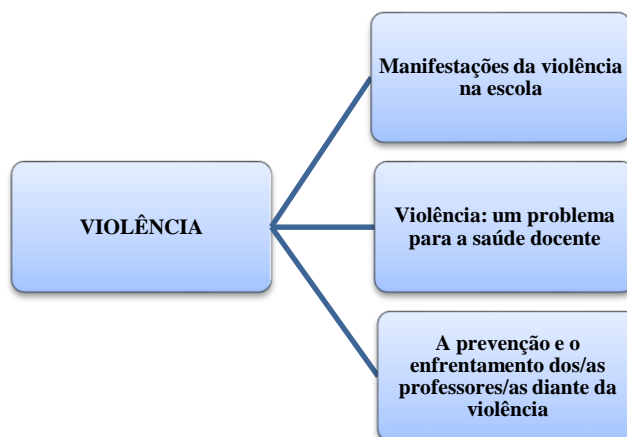 Manifestações da violência
na escola
VIOLÊNCIA
Violência: um problema
para a saúde docente
A prevenção e o
enfrentamento dos/as
professores/as diante da
violência